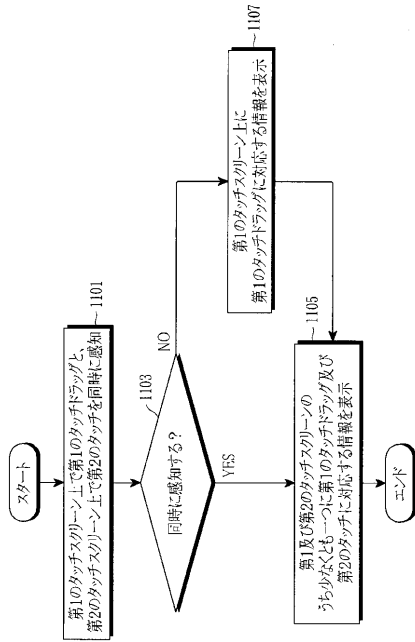 スタート
1101
第1のタッチスクリーン上で第1のタッチドラッグと、
第2のタッチスクリーン上で第2のタッチを同時に感知
1103
同時に感知する?
NO
YES
1107
第1のタッチスクリーン上に
第1のタッチドラッグに対応する情報を表示
1105
第1及び第2のタッチスクリーンの
うち少なくとも一つに第1のタッチドラッグ及び
第2のタッチに対応する情報を表示
エンド